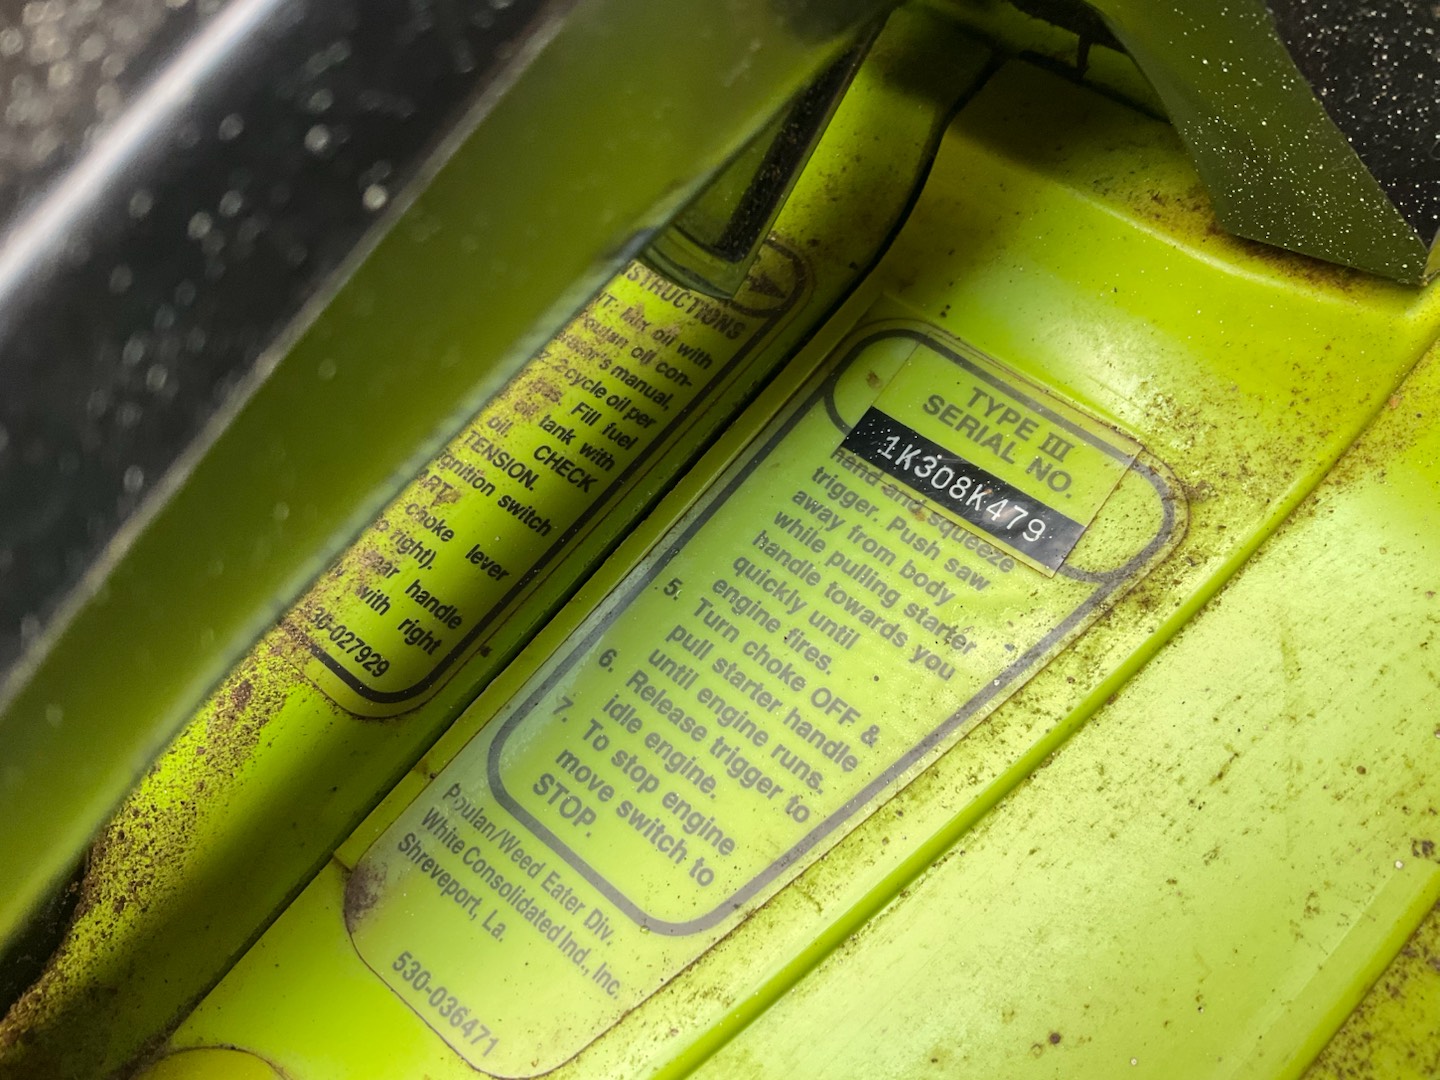 STRUCTIONS
T: Mix oil with
oulan oil con-
manual,
2-cycle oil per
Fill fuel
oil tank with
oil. CHECK
TENSION.
gnition switch
choke lever
right).
rear handle
with right
30-027929
TYPE III
SERIAL NO.
1K308K479
hand and squeeze
trigger. Push saw
away from body
while pulling starter
handle towards you
quickly until
engine fires.
5. Turn choke OFF &
pull starter handle
until engine runs.
6. Release trigger to
idle engine.
7. To stop engine
move switch to
STOP.
Poulan/Weed Eater Div.
White Consolidated Ind., Inc.
Shreveport, La.
530-036471